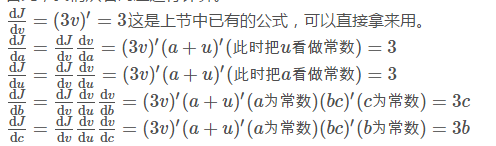 dJ/dv = (3v)′ = 3这是上节中已有的公式，可以直接拿来用。
dJ/da = dJ/dv dv/da = (3v)′(a + u)′(此时把u看做常数) = 3
dJ/du = dJ/dv dv/du = (3v)′(a + u)′(此时把a看做常数) = 3
dJ/db = dJ/dv dv/du dv/db = (3v)′(a + u)′(a为常数)(bc)′(c为常数) = 3c
dJ/dc = dJ/dv dv/du dv/dc = (3v)′(a + u)′(a为常数)(bc)′(b为常数) = 3b